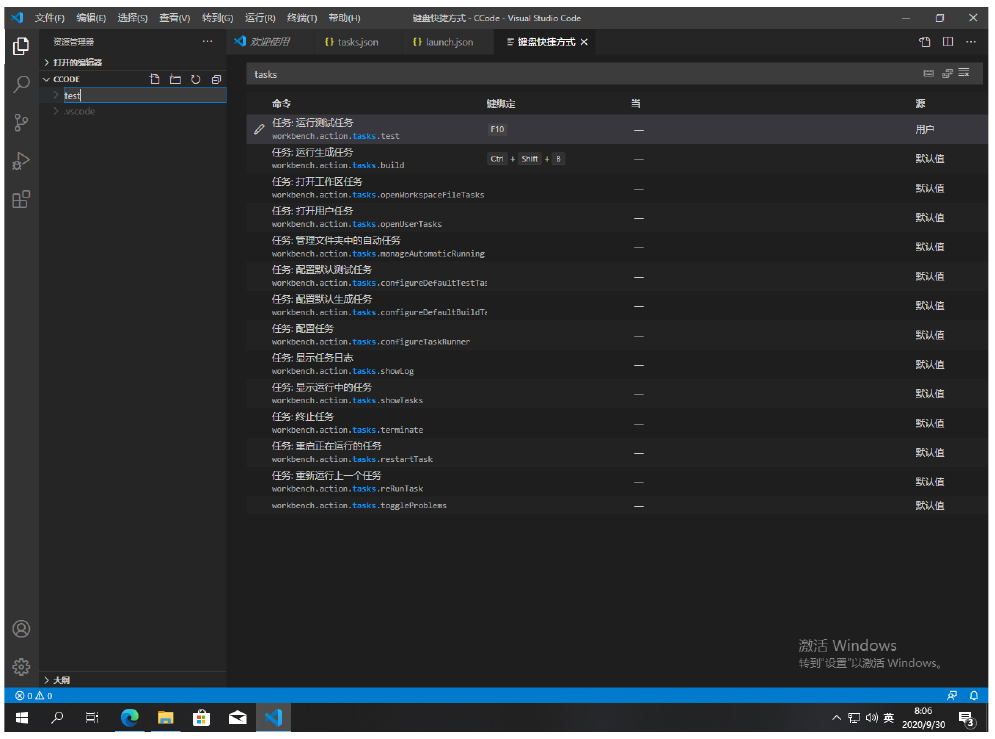 文件(F) 编辑(E) 选择(S) 查看(V) 转到(G) 运行(R) 终端(T) 帮助(H) 键盘快捷方式 - CCode - Visual Studio Code
资源管理器 ··· 欢迎使用 {} tasks.json {} launch.json 键盘快捷方式
打开的编辑器
CCODE
test
.vscode
tasks
命令 键绑定 当 源
任务: 运行测试任务
workbench.action.tasks.test F10 — 用户
任务: 运行生成任务
workbench.action.tasks.build Ctrl + Shift + B — 默认值
任务: 打开工作区任务
workbench.action.tasks.openWorkspaceFileTasks — 默认值
任务: 打开用户任务
workbench.action.tasks.openUserTasks — 默认值
任务: 管理文件夹中的自动任务
workbench.action.tasks.manageAutomaticRunning — 默认值
任务: 配置默认测试任务
workbench.action.tasks.configureDefaultTestTas — 默认值
任务: 配置默认生成任务
workbench.action.tasks.configureDefaultBuildTa — 默认值
任务: 配置任务
workbench.action.tasks.configureTaskRunner — 默认值
任务: 显示任务日志
workbench.action.tasks.showLog — 默认值
任务: 显示运行中的任务
workbench.action.tasks.showTasks — 默认值
任务: 终止任务
workbench.action.tasks.terminate — 默认值
任务: 重启正在运行的任务
workbench.action.tasks.restartTask — 默认值
任务: 重新运行上一个任务
workbench.action.tasks.reRunTask — 默认值
workbench.action.tasks.toggleProblems — 默认值
激活 Windows
转到"设置"以激活 Windows。
大纲
0 0
英 8:06
2020/9/30 3